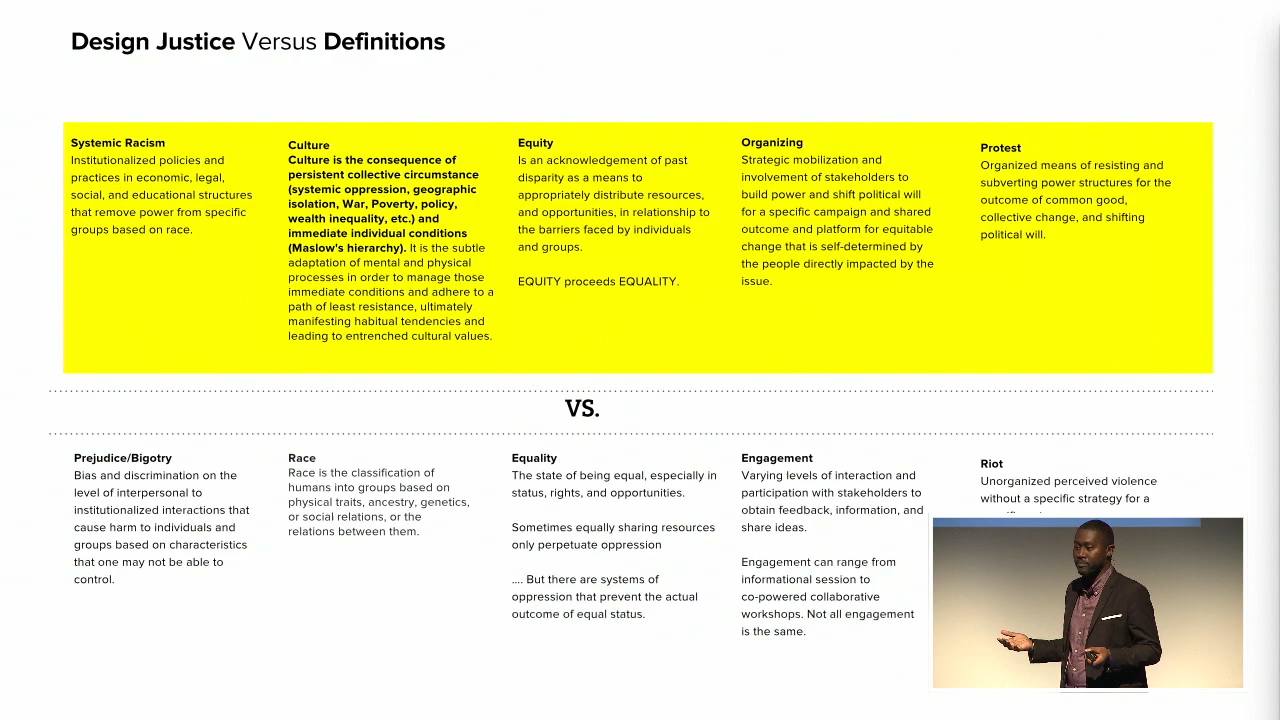 Design Justice Versus Definitions
Systemic Racism
Institutionalized policies and
practices in economic, legal,
social, and educational structures
that remove power from specific
groups based on race.
Culture
Culture is the consequence of
persistent collective circumstance
(systemic oppression, geographic
isolation, War, Poverty, policy,
wealth inequality, etc.) and
immediate individual conditions
(Maslow's hierarchy). It is the subtle
adaptation of mental and physical
processes in order to manage those
immediate conditions and adhere to a
path of least resistance, ultimately
manifesting habitual tendencies and
leading to entrenched cultural values.
Equity
Is an acknowledgement of past
disparity as a means to
appropriately distribute resources,
and opportunities, in relationship to
the barriers faced by individuals
and groups.
EQUITY proceeds EQUALITY.
Organizing
Strategic mobilization and
involvement of stakeholders to
build power and shift political will
for a specific campaign and shared
outcome and platform for equitable
change that is self-determined by
the people directly impacted by the
issue.
Protest
Organized means of resisting and
subverting power structures for the
outcome of common good,
collective change, and shifting
political will.
VS.
Prejudice/Bigotry
Bias and discrimination on the
level of interpersonal to
institutionalized interactions that
cause harm to individuals and
groups based on characteristics
that one may not be able to
control.
Race
Race is the classification of
humans into groups based on
physical traits, ancestry, genetics,
or social relations, or the
relations between them.
Equality
The state of being equal, especially in
status, rights, and opportunities.
Sometimes equally sharing resources
only perpetuate oppression
.... But there are systems of
oppression that prevent the actual
outcome of equal status.
Engagement
Varying levels of interaction and
participation with stakeholders to
obtain feedback, information, and
share ideas.
Engagement can range from
informational session to
co-powered collaborative
workshops. Not all engagement
is the same.
Riot
Unorganized perceived violence
without a specific strategy for a